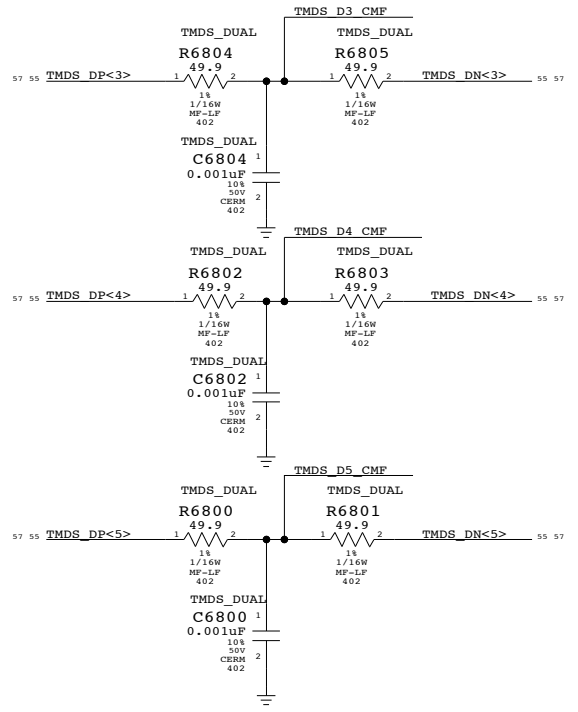 TMDS_D3_CMF
TMDS_DUAL TMDS_DUAL
R6804 R6805
57 55 TMDS_DP<3> 1 49.9 2 1 49.9 2 TMDS_DN<3> 55 57
1% 1%
1/16W 1/16W
MF-LF MF-LF
402 402
TMDS_DUAL
C6804 1
0.001uF
10%
50V
CERM 2
402
TMDS_D4_CMF
TMDS_DUAL TMDS_DUAL
R6802 R6803
57 55 TMDS_DP<4> 1 49.9 2 1 49.9 2 TMDS_DN<4> 55 57
1% 1%
1/16W 1/16W
MF-LF MF-LF
402 402
TMDS_DUAL
C6802 1
0.001uF
10%
50V
CERM 2
402
TMDS_D5_CMF
TMDS_DUAL TMDS_DUAL
R6800 R6801
57 55 TMDS_DP<5> 1 49.9 2 1 49.9 2 TMDS_DN<5> 55 57
1% 1%
1/16W 1/16W
MF-LF MF-LF
402 402
TMDS_DUAL
C6800 1
0.001uF
10%
50V
CERM 2
402